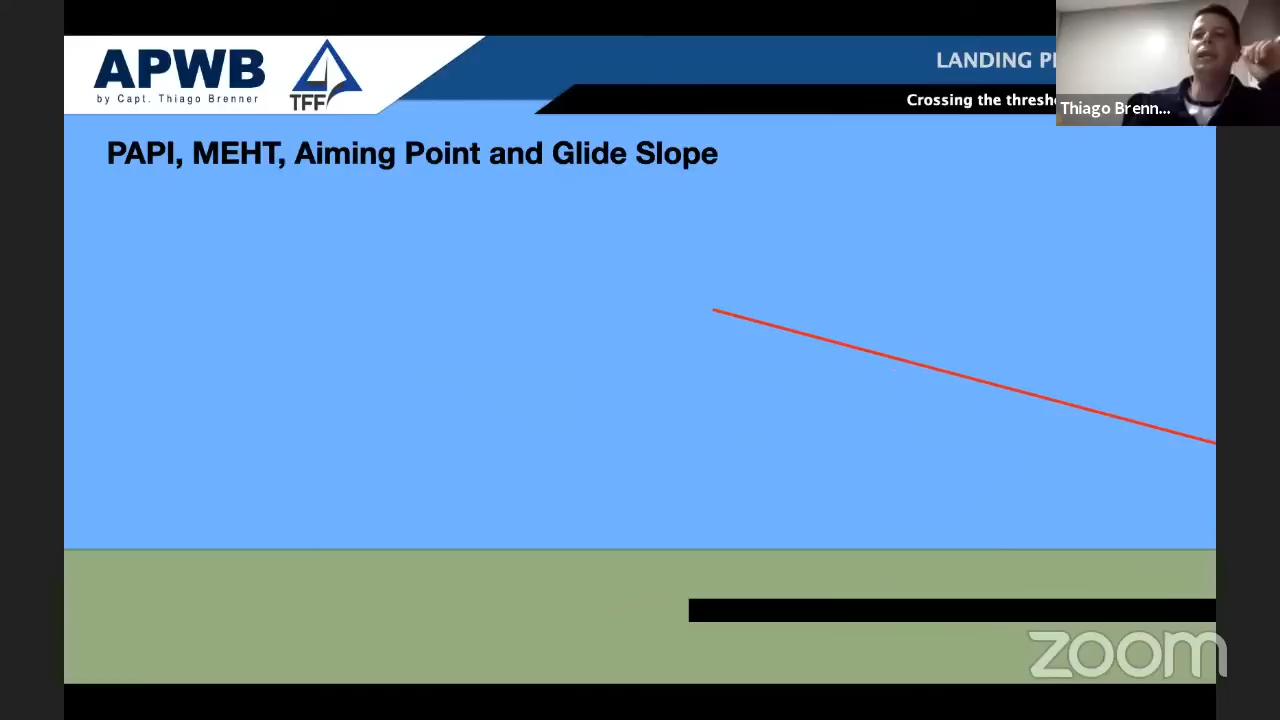 APWB
by Capt. Thiago Brenner
TFF
LANDING P
Crossing the thresho
Thiago Brenn...
PAPI, MEHT, Aiming Point and Glide Slope
zoom